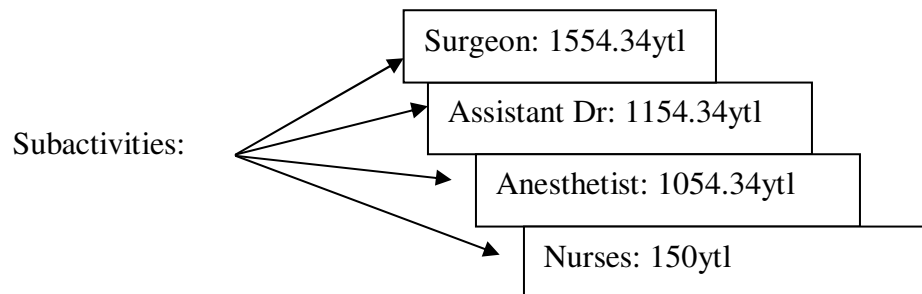 Surgeon: 1554.34ytl
Assistant Dr: 1154.34ytl
Subactivities:
Anesthetist: 1054.34ytl
Nurses: 150ytl